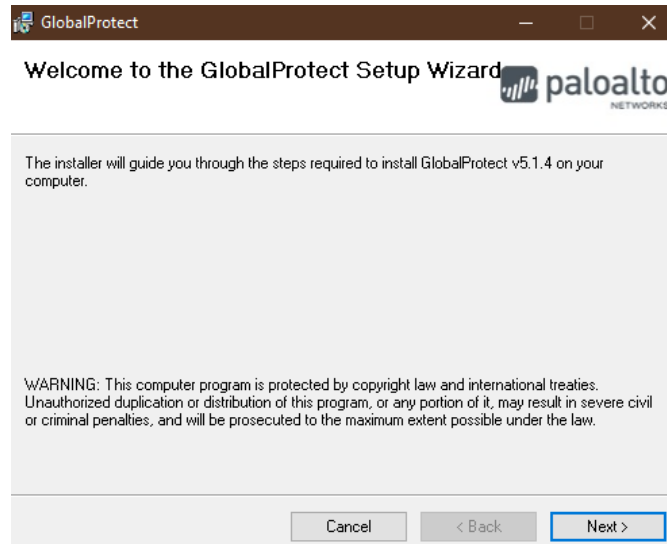 GlobalProtect
Welcome to the GlobalProtect Setup Wizard
paloalto
NETWORKS
The installer will guide you through the steps required to install GlobalProtect v5.1.4 on your
computer.
WARNING: This computer program is protected by copyright law and international treaties.
Unauthorized duplication or distribution of this program, or any portion of it, may result in severe civil
or criminal penalties, and will be prosecuted to the maximum extent possible under the law.
Cancel
< Back
Next >